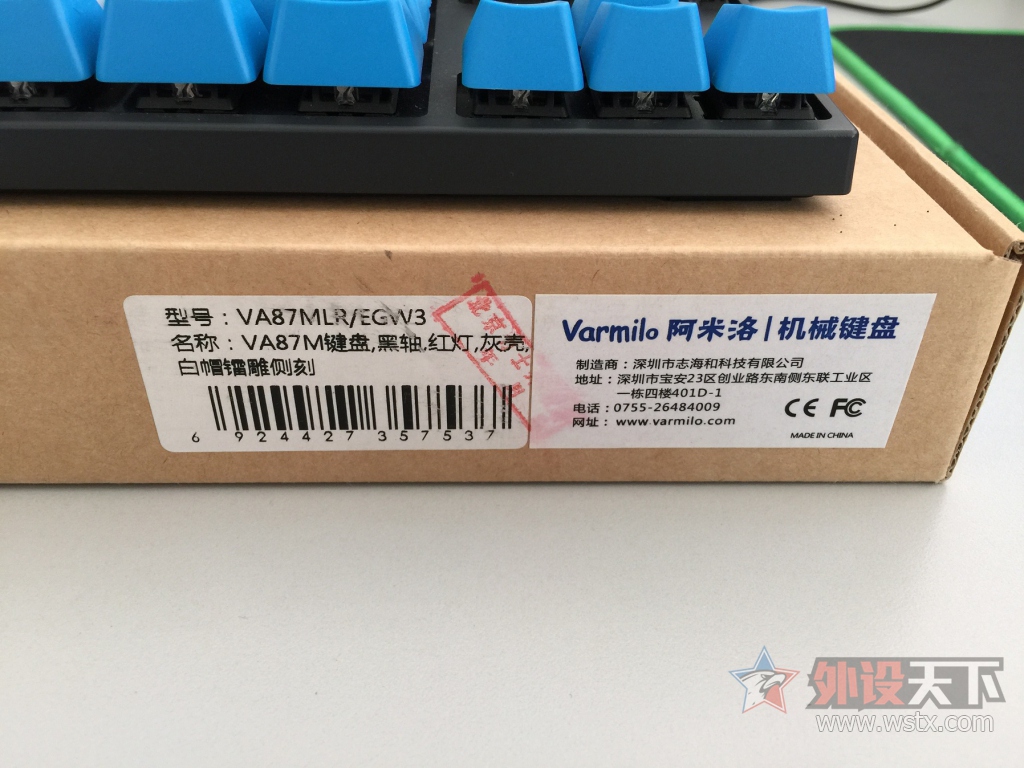 型号：VA87MLR/EGW3
名称：VA87M键盘,黑轴,红灯,灰壳,
白帽镭雕侧刻
6 924427 357537
北京
Varmilo 阿米洛|机械键盘
制造商：深圳市志海和科技有限公司
地址：深圳市宝安23区创业路东南侧东联工业区
一栋四楼401D-1
电话：0755-26484009
网址：www.varmilo.com
CE FC
MADE IN CHINA
外设天下
www.wstx.com